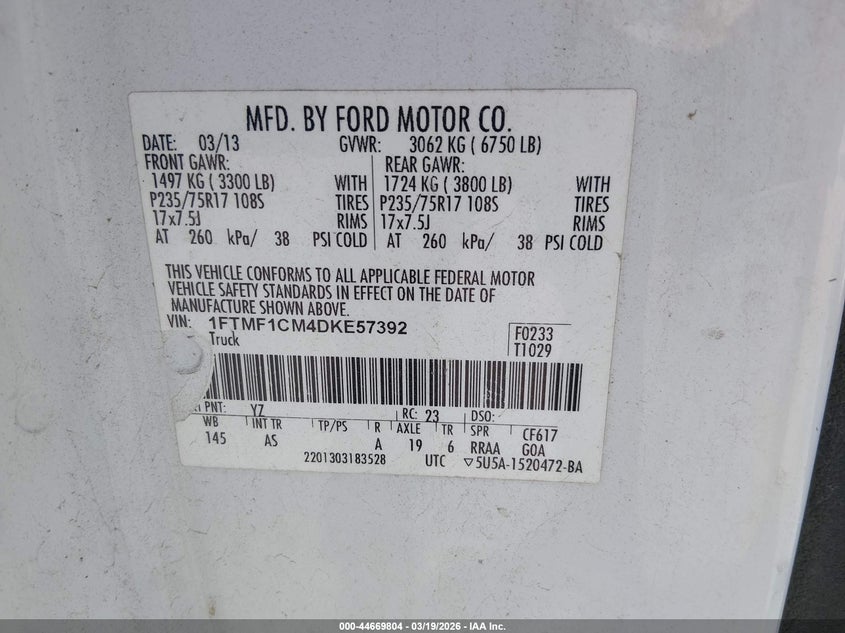 MFD. BY FORD MOTOR CO.
DATE: 03/13 GVWR: 3062 KG ( 6750 LB)
FRONT GAWR: REAR GAWR:
1497 KG ( 3300 LB) WITH 1724 KG ( 3800 LB) WITH
P235/75R17 108S TIRES P235/75R17 108S TIRES
17x7.5J RIMS 17x7.5J RIMS
AT 260 kPa/ 38 PSI COLD AT 260 kPa/ 38 PSI COLD
THIS VEHICLE CONFORMS TO ALL APPLICABLE FEDERAL MOTOR
VEHICLE SAFETY STANDARDS IN EFFECT ON THE DATE OF
MANUFACTURE SHOWN ABOVE.
VIN: 1FTMF1CM4DKE57392 F0233
Truck T1029
PNT: YZ RC: 23 DSO:
WB INT TR TP/PS R AXLE TR SPR CF617
145 AS A 19 6 RRAA GOA
2201303183528 UTC ▽5U5A-1520472-BA
000-44669804 - 03/19/2026 - IAA Inc.